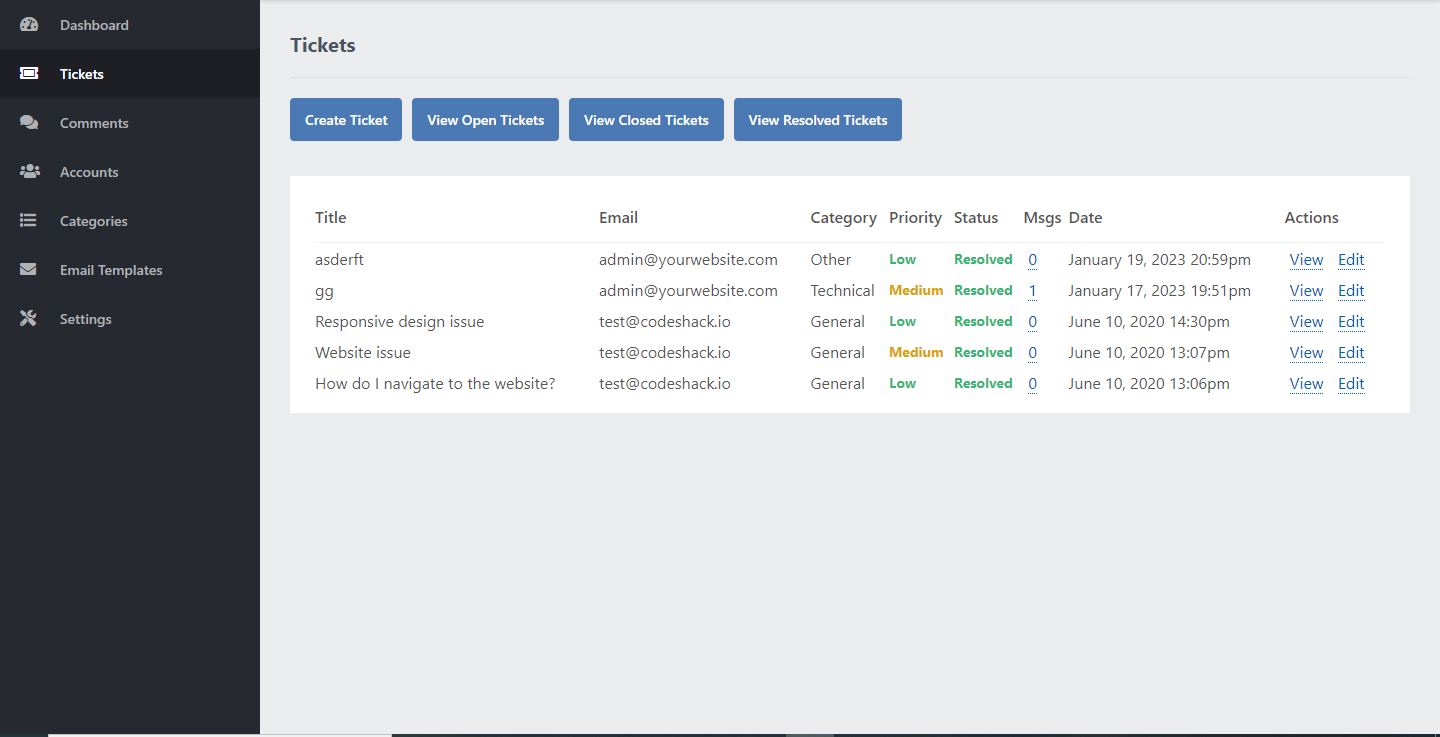 Dashboard
Tickets
Comments
Accounts
Categories
Email Templates
Settings
Tickets
Create Ticket View Open Tickets View Closed Tickets View Resolved Tickets
Title Email Category Priority Status Msgs Date Actions
asderft admin@yourwebsite.com Other Low Resolved 0 January 19, 2023 20:59pm View Edit
gg admin@yourwebsite.com Technical Medium Resolved 1 January 17, 2023 19:51pm View Edit
Responsive design issue test@codeshack.io General Low Resolved 0 June 10, 2020 14:30pm View Edit
Website issue test@codeshack.io General Medium Resolved 0 June 10, 2020 13:07pm View Edit
How do I navigate to the website? test@codeshack.io General Low Resolved 0 June 10, 2020 13:06pm View Edit